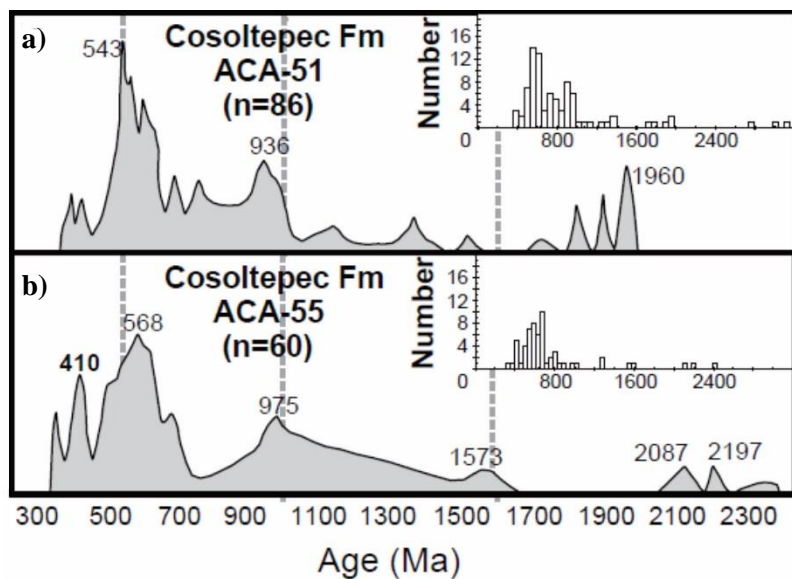 a)
543
Cosoltepec Fm
ACA-51
(n=86)
936
1960
Number
16
12
8
4
0
800
1600
2400
b)
410
568
Cosoltepec Fm
ACA-55
(n=60)
975
1573
2087
2197
Number
16
12
8
4
0
800
1600
2400
300 500 700 900 1100 1300 1500 1700 1900 2100 2300
Age (Ma)